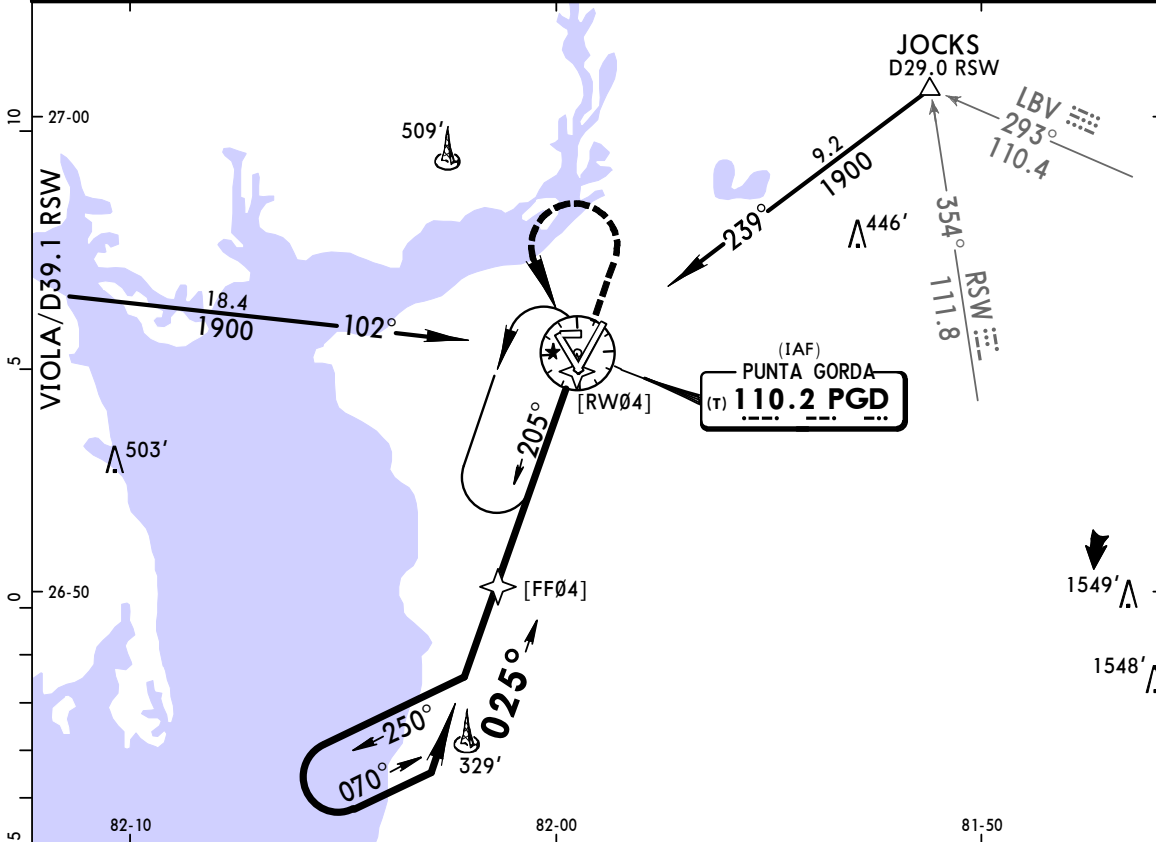 JOCKS
D29.0 RSW
10
27-00
509'
LBV
293°
110.4
9.2
1900
239°
446'
354°
RSW
111.8
VIOLA/D39.1 RSW
18.4
1900
102°
5
(IAF)
PUNTA GORDA
(T) 110.2 PGD
[RWØ4]
205°
503'
0
26-50
[FFØ4]
1549'
1548'
025°
250°
070°
329'
5
82-10
82-00
81-50